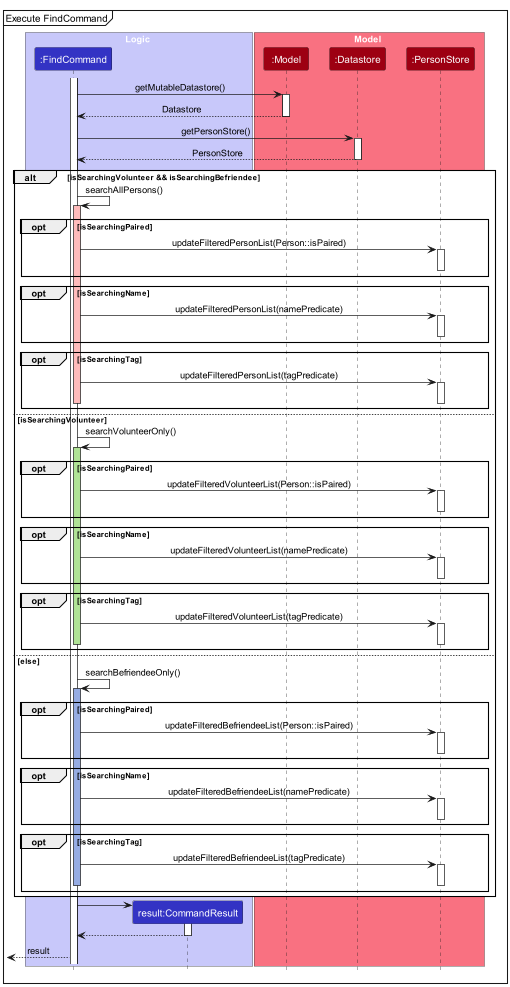 Execute FindCommand
Logic
Model
:FindCommand
:Model
:Datastore
:PersonStore
getMutableDatastore()
Datastore
getPersonStore()
PersonStore
alt [isSearchingVolunteer && isSearchingBefriendee]
searchAllPersons()
opt [isSearchingPaired]
updateFilteredPersonList(Person::isPaired)
opt [isSearchingName]
updateFilteredPersonList(namePredicate)
opt [isSearchingTag]
updateFilteredPersonList(tagPredicate)
[isSearchingVolunteer]
searchVolunteerOnly()
opt [isSearchingPaired]
updateFilteredVolunteerList(Person::isPaired)
opt [isSearchingName]
updateFilteredVolunteerList(namePredicate)
opt [isSearchingTag]
updateFilteredVolunteerList(tagPredicate)
[else]
searchBefriendeeOnly()
opt [isSearchingPaired]
updateFilteredBefriendeeList(Person::isPaired)
opt [isSearchingName]
updateFilteredBefriendeeList(namePredicate)
opt [isSearchingTag]
updateFilteredBefriendeeList(tagPredicate)
result:CommandResult
result